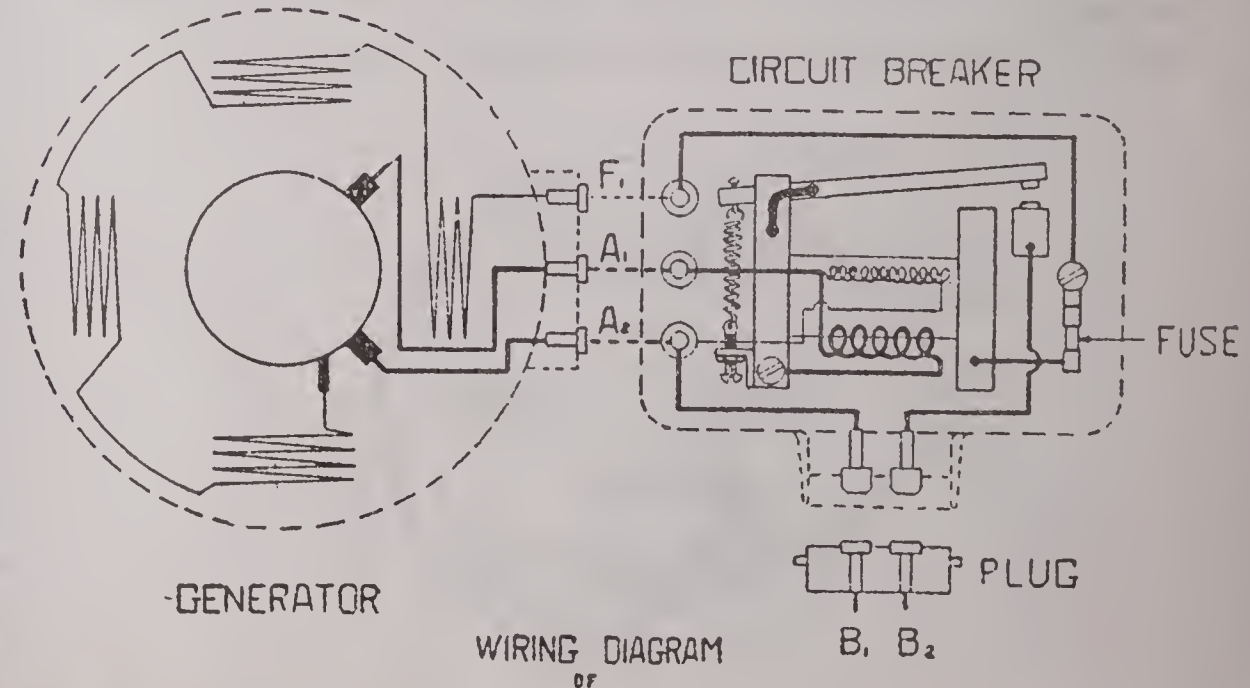 CIRCUIT BREAKER
F₁
A₁
A₂
FUSE
GENERATOR
PLUG
B₁ B₂
WIRING DIAGRAM
OF